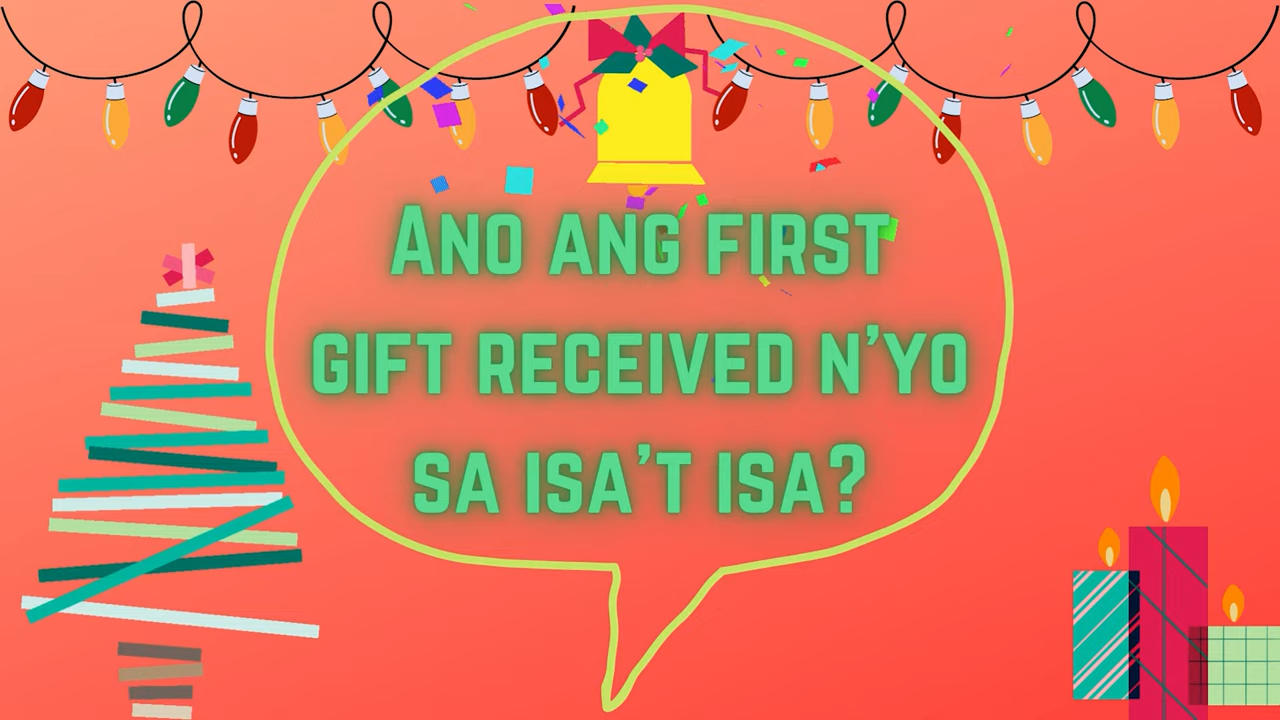 Ano ang first
gift received n'yo
sa isa't isa?